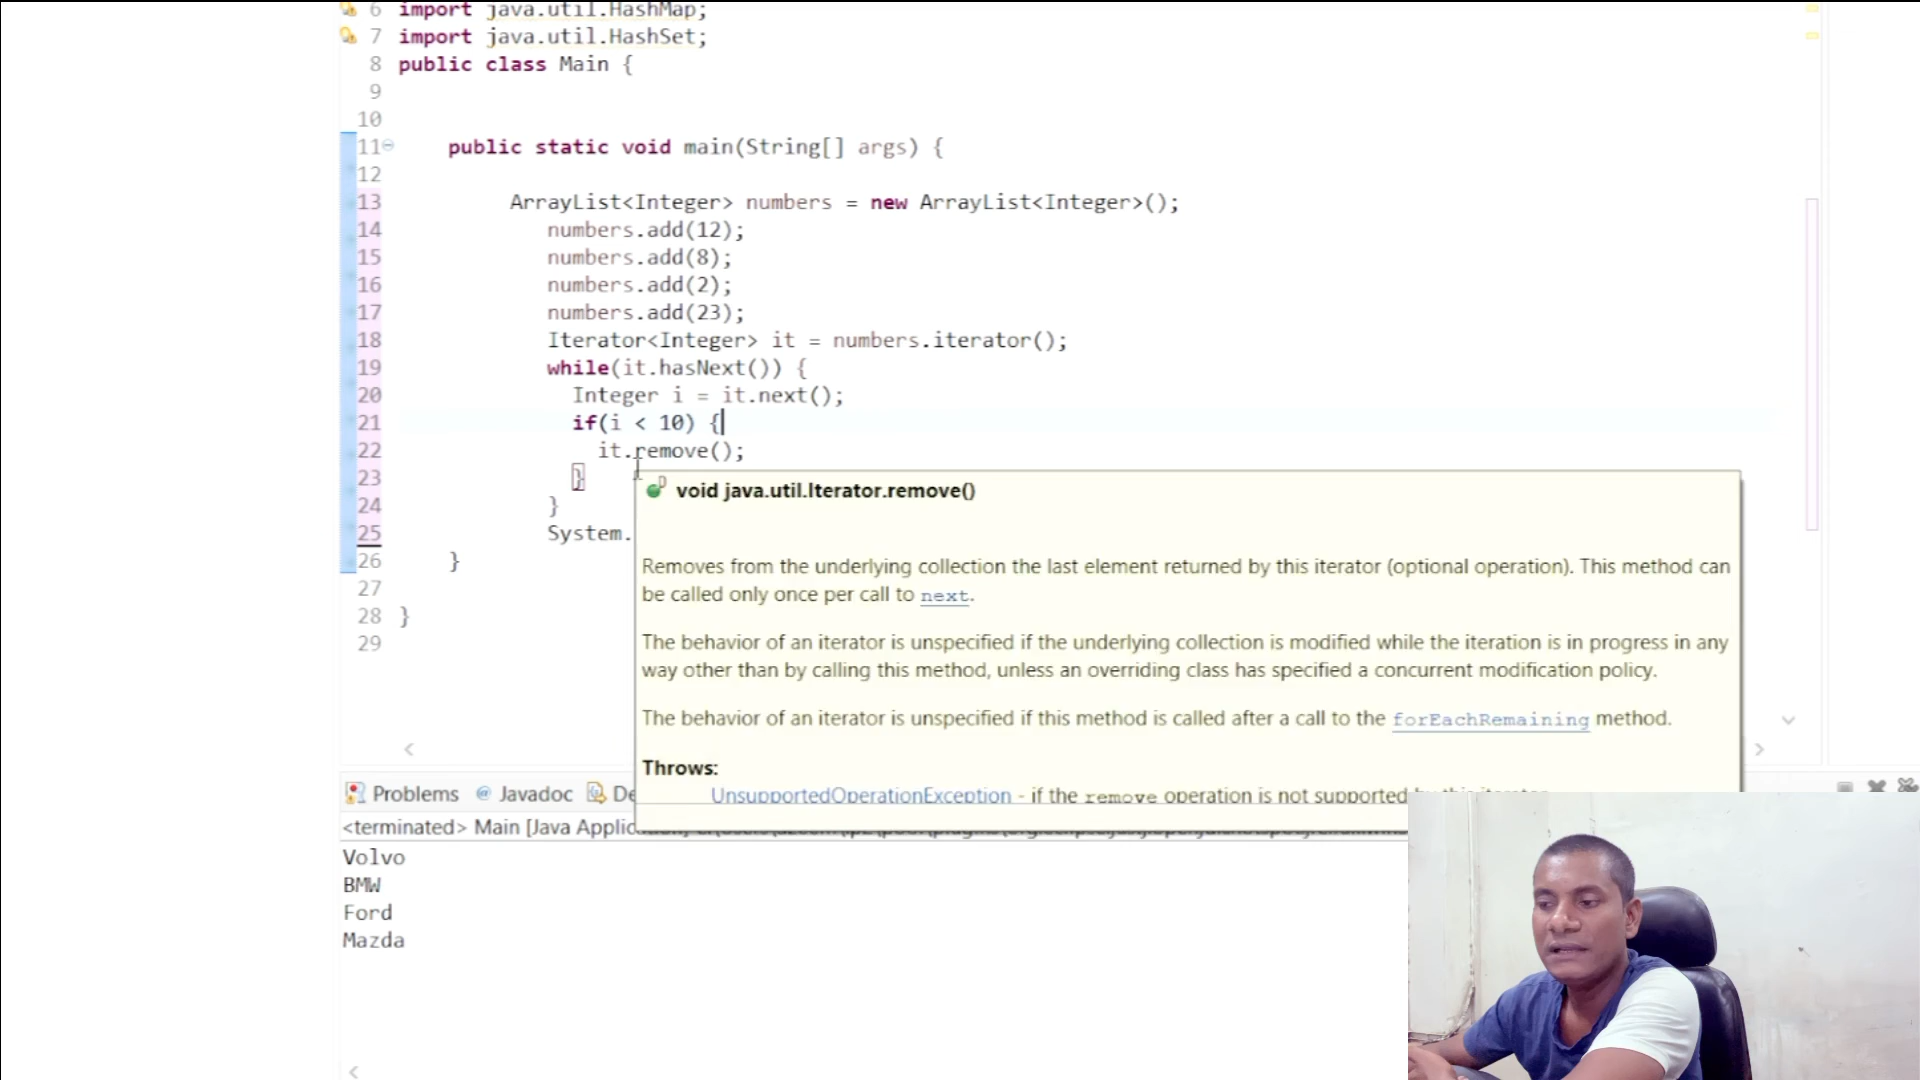 6 import java.util.HashMap;
7 import java.util.HashSet;
8 public class Main {
9
10
11 public static void main(String[] args) {
12
13 ArrayList<Integer> numbers = new ArrayList<Integer>();
14 numbers.add(12);
15 numbers.add(8);
16 numbers.add(2);
17 numbers.add(23);
18 Iterator<Integer> it = numbers.iterator();
19 while(it.hasNext()) {
20 Integer i = it.next();
21 if(i < 10) {
22 it.remove();
23 }
24 }
25 System.
26 }
27
28 }
29
void java.util.Iterator.remove()
Removes from the underlying collection the last element returned by this iterator (optional operation). This method can
be called only once per call to next.
The behavior of an iterator is unspecified if the underlying collection is modified while the iteration is in progress in any
way other than by calling this method, unless an overriding class has specified a concurrent modification policy.
The behavior of an iterator is unspecified if this method is called after a call to the forEachRemaining method.
Throws:
UnsupportedOperationException - if the remove operation is not supported by this iterator
Problems @ Javadoc De
<terminated> Main [Java Applic
Volvo
BMW
Ford
Mazda